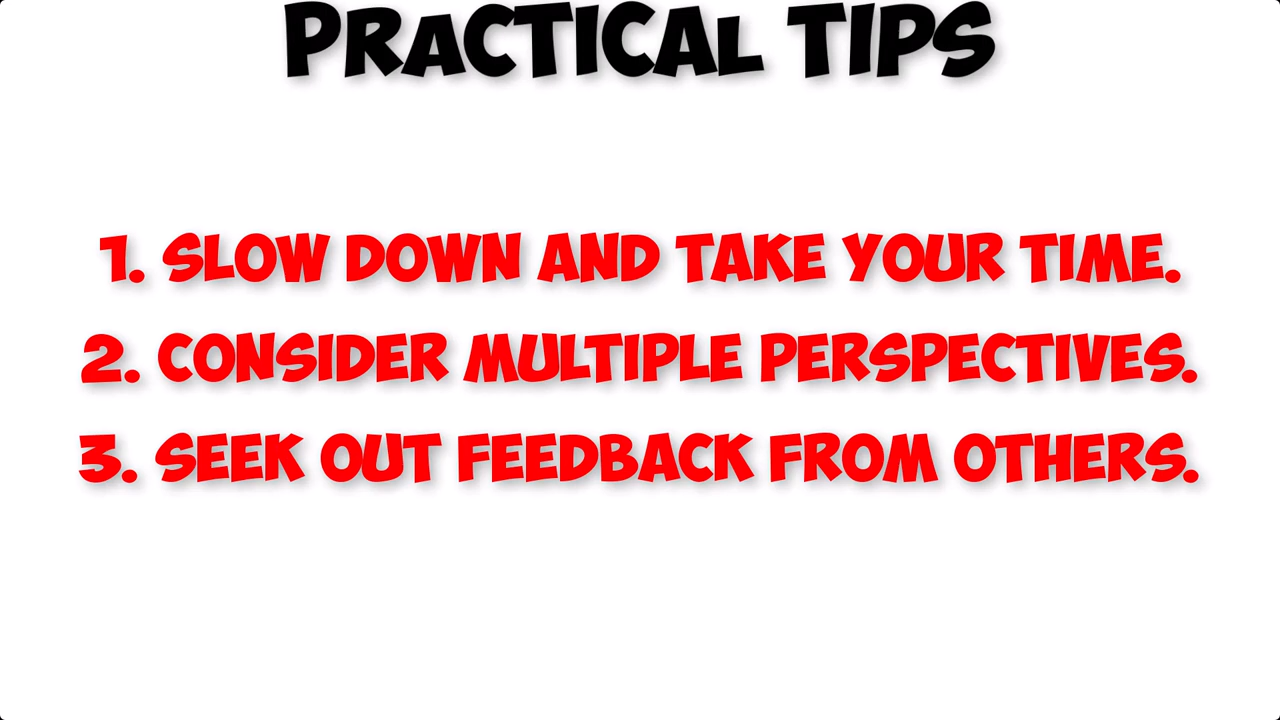 PRACTICAL TIPS
1. SLOW DOWN AND TAKE YOUR TIME.
2. CONSIDER MULTIPLE PERSPECTIVES.
3. SEEK OUT FEEDBACK FROM OTHERS.